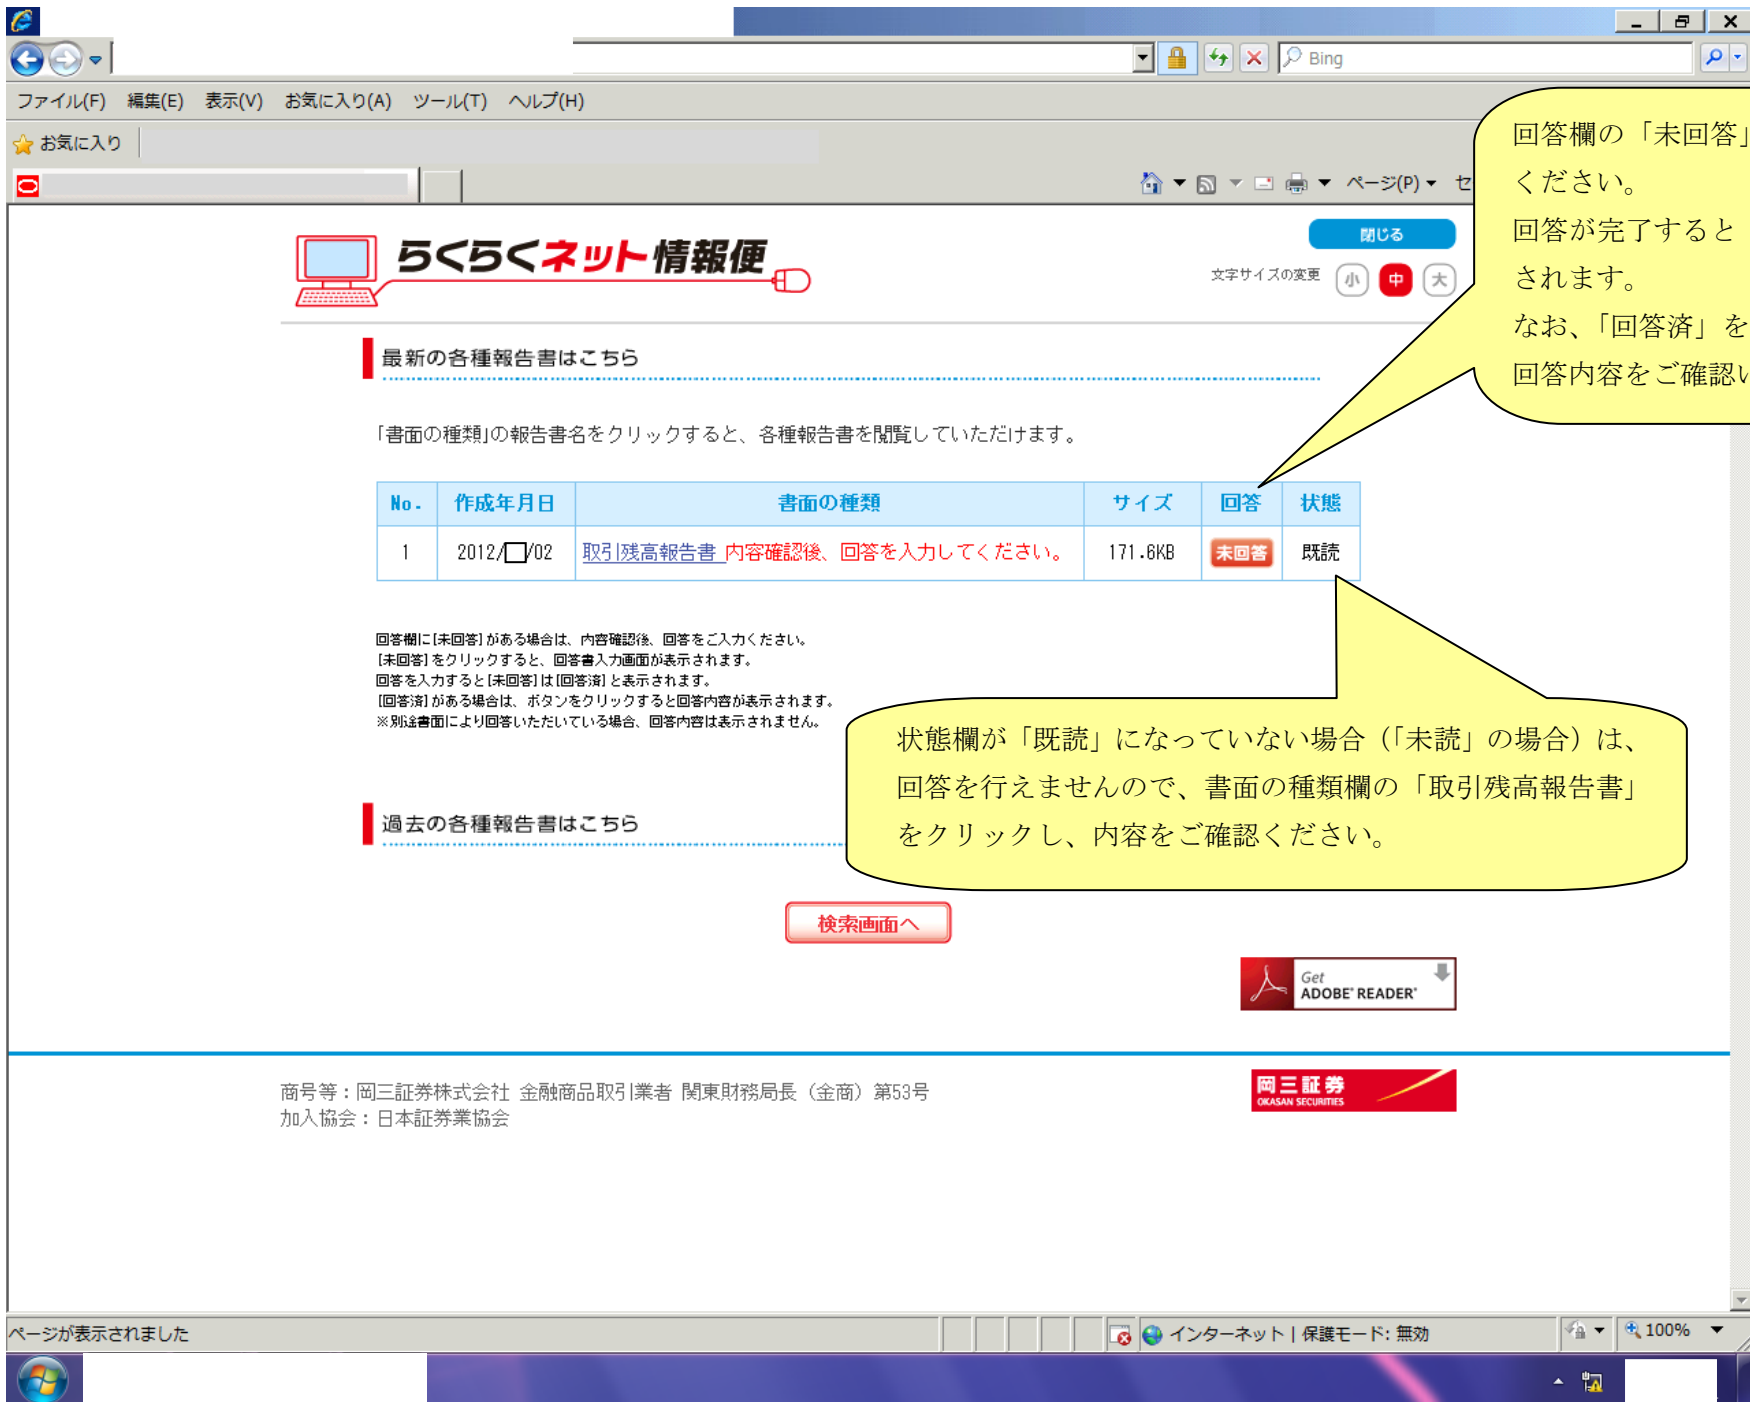 Bing
ファイル(F) 編集(E) 表示(V) お気に入り(A) ツール(T) ヘルプ(H)
お気に入り
ページ(P) セ
回答欄の「未回答」
ください。
回答が完了すると
されます。
なお、「回答済」を
回答内容をご確認い
らくらくネット情報便
閉じる
文字サイズの変更 小 中 大
最新の各種報告書はこちら
「書面の種類」の報告書名をクリックすると、各種報告書を閲覧していただけます。
No. 作成年月日 書面の種類 サイズ 回答 状態
1 2012/□/02 取引残高報告書 内容確認後、回答を入力してください。 171.6KB 未回答 既読
回答欄に[未回答]がある場合は、内容確認後、回答をご入力ください。
[未回答]をクリックすると、回答書入力画面が表示されます。
回答を入力すると[未回答]は[回答済]と表示されます。
[回答済]がある場合は、ボタンをクリックすると回答内容が表示されます。
※別途書面により回答いただいている場合、回答内容は表示されません。
状態欄が「既読」になっていない場合(「未読」の場合)は、
回答を行えませんので、書面の種類欄の「取引残高報告書」
をクリックし、内容をご確認ください。
過去の各種報告書はこちら
検索画面へ
Get
ADOBE® READER®
商号等：岡三証券株式会社 金融商品取引業者 関東財務局長（金商）第53号
加入協会：日本証券業協会
岡三証券
OKASAN SECURITIES
ページが表示されました
インターネット | 保護モード: 無効
100%